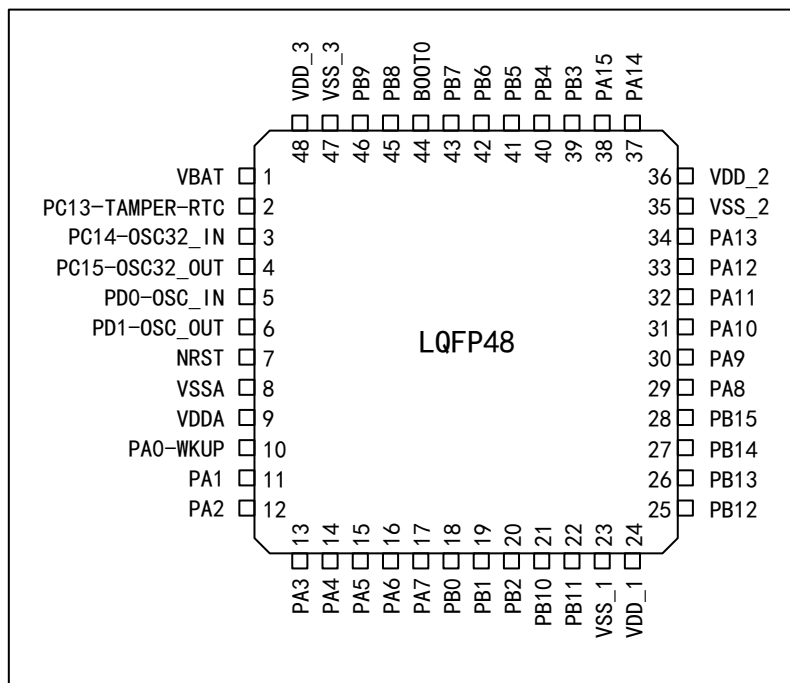 VDD_3
VSS_3
PB9
PB8
BOOT0
PB7
PB6
PB5
PB4
PB3
PA15
PA14
48 47 46 45 44 43 42 41 40 39 38 37
VBAT 1 36 VDD_2
PC13-TAMPER-RTC 2 35 VSS_2
PC14-OSC32_IN 3 34 PA13
PC15-OSC32_OUT 4 33 PA12
PD0-OSC_IN 5 32 PA11
PD1-OSC_OUT 6 31 PA10
NRST 7 30 PA9
VSSA 8 29 PA8
VDDA 9 28 PB15
PA0-WKUP 10 27 PB14
PA1 11 26 PB13
PA2 12 25 PB12
LQFP48
13 14 15 16 17 18 19 20 21 22 23 24
PA3
PA4
PA5
PA6
PA7
PB0
PB1
PB2
PB10
PB11
VSS_1
VDD_1